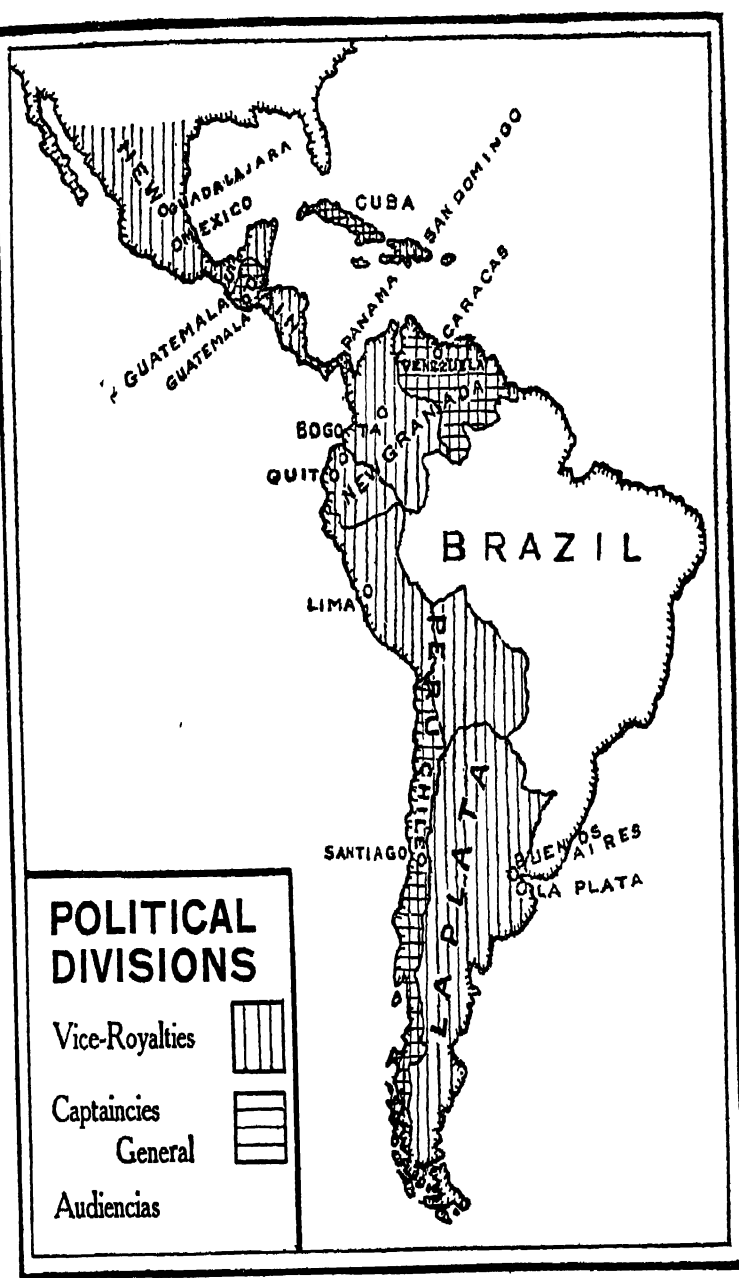 NEW
GUADALAJARA
MEXICO
CUBA
SAN DOMINGO
GUATEMALA
GUATEMALA
PANAMA
CARACAS
VENEZUELA
NEW GRANADA
BOGOTA
QUITO
BRAZIL
LIMA
PERU
CHILE
SANTIAGO
LA PLATA
BUENOS
AIRES
LA PLATA
POLITICAL
DIVISIONS
Vice-Royalties
Captaincies
General
Audiencias